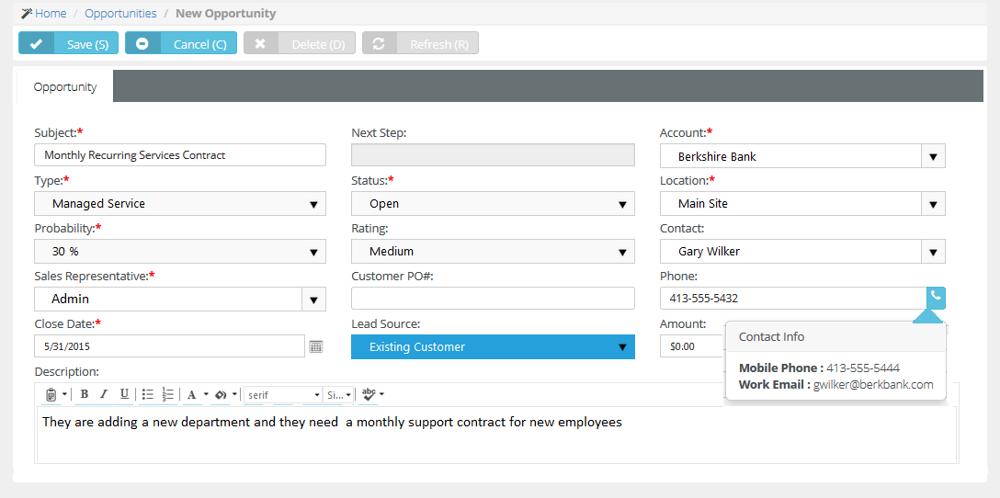 Home / Opportunities / New Opportunity
Save (S) Cancel (C) Delete (D) Refresh (R)
Opportunity
Subject:* Next Step: Account:*
Monthly Recurring Services Contract Berkshire Bank
Type:* Status:* Location:*
Managed Service Open Main Site
Probability:* Rating: Contact:
30 % Medium Gary Wilker
Sales Representative:* Customer PO#: Phone:
Admin 413-555-5432
Close Date:* Lead Source: Amount:
5/31/2015 Existing Customer $0.00
Contact Info
Mobile Phone : 413-555-5444
Work Email : gwilker@berkbank.com
Description:
B I U A serif Si... abc
They are adding a new department and they need  a monthly support contract for new employees